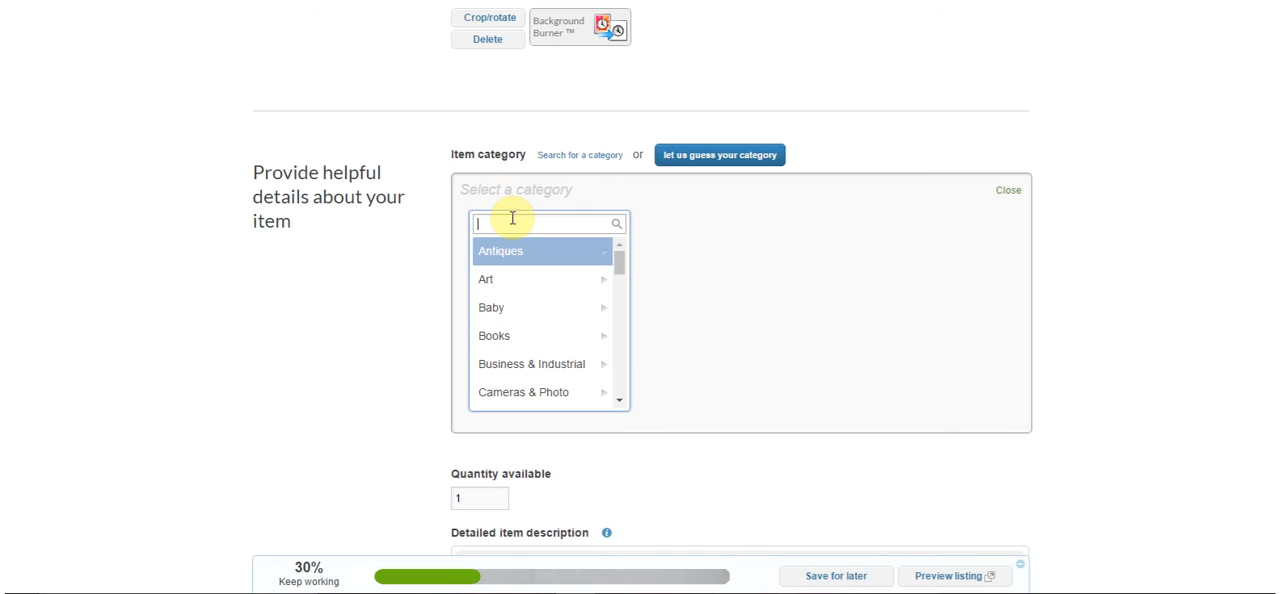 Crop/rotate
Delete
Background
Burner ™
Provide helpful
details about your
item
Item category Search for a category or let us guess your category
Select a category
Close
Antiques
Art
Baby
Books
Business & Industrial
Cameras & Photo
Quantity available
1
Detailed item description i
30%
Keep working
Save for later
Preview listing